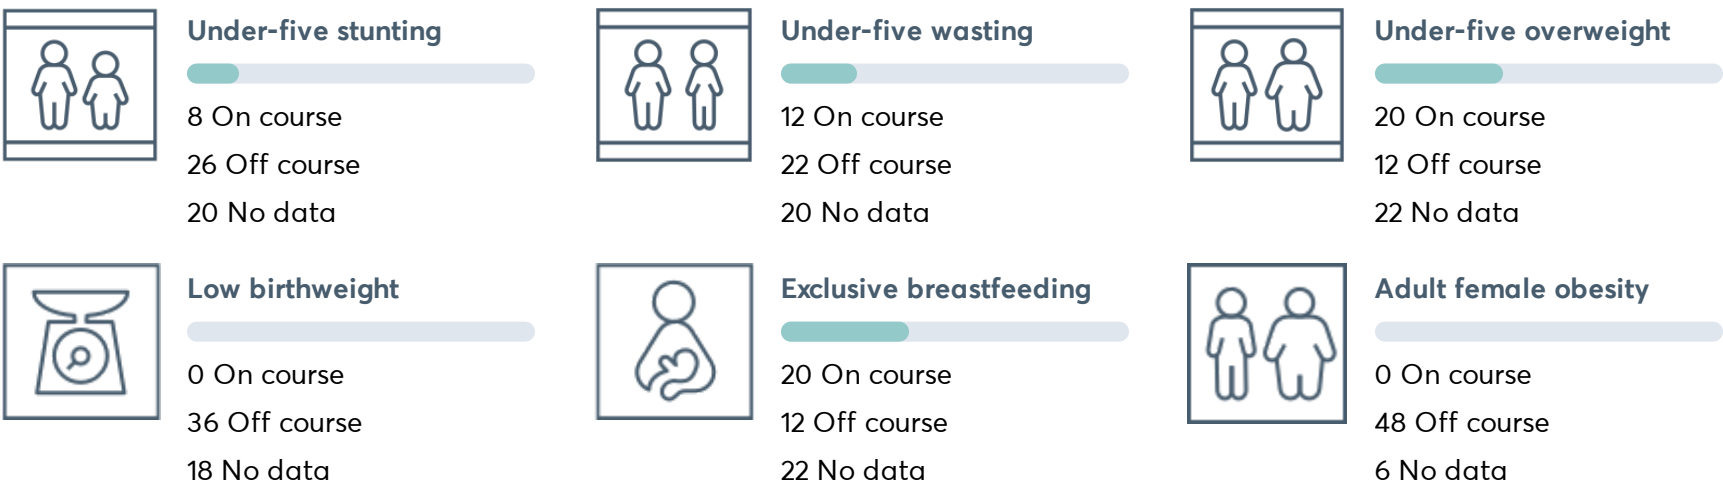 Under-five stunting
8 On course
26 Off course
20 No data
Under-five wasting
12 On course
22 Off course
20 No data
Under-five overweight
20 On course
12 Off course
22 No data
Low birthweight
0 On course
36 Off course
18 No data
Exclusive breastfeeding
20 On course
12 Off course
22 No data
Adult female obesity
0 On course
48 Off course
6 No data